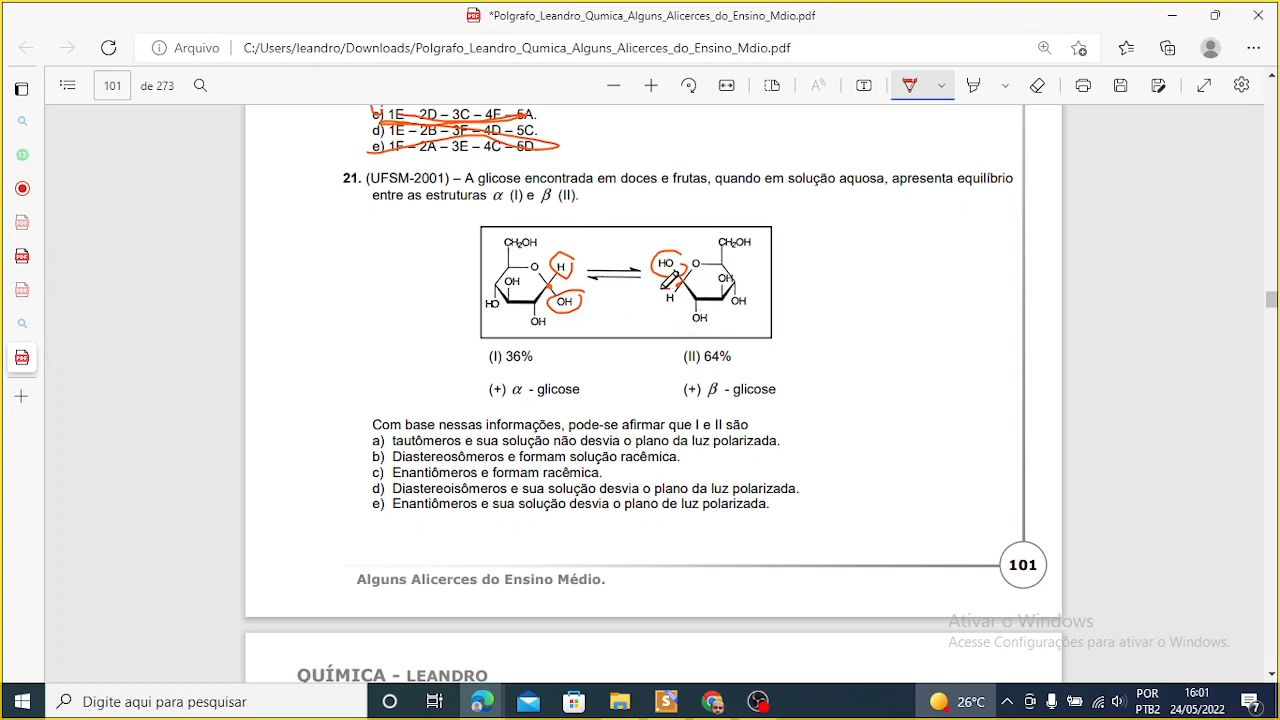 *Polgrafo_Leandro_Qumica_Alguns_Alicerces_do_Ensino_Mdio.pdf
Arquivo C:/Users/leandro/Downloads/Polgrafo_Leandro_Qumica_Alguns_Alicerces_do_Ensino_Mdio.pdf
101 de 273
c) 1E – 2D – 3C – 4F – 5A.
d) 1E – 2B – 3F – 4D – 5C.
e) 1F – 2A – 3E – 4C – 5D.
21. (UFSM-2001) – A glicose encontrada em doces e frutas, quando em solução aquosa, apresenta equilíbrio
entre as estruturas α (I) e β (II).
CH2OH CH2OH
O H HO O
OH OH
HO OH H OH
OH OH
(I) 36% (II) 64%
(+) α - glicose (+) β - glicose
Com base nessas informações, pode-se afirmar que I e II são
a) tautômeros e sua solução não desvia o plano da luz polarizada.
b) Diastereosômeros e formam solução racêmica.
c) Enantiômeros e formam racêmica.
d) Diastereoisômeros e sua solução desvia o plano da luz polarizada.
e) Enantiômeros e sua solução desvia o plano de luz polarizada.
101
Alguns Alicerces do Ensino Médio.
Ativar o Windows
Acesse Configurações para ativar o Windows.
QUÍMICA - LEANDRO
Digite aqui para pesquisar
26°C
POR
PTB2
16:01
24/05/2022
7